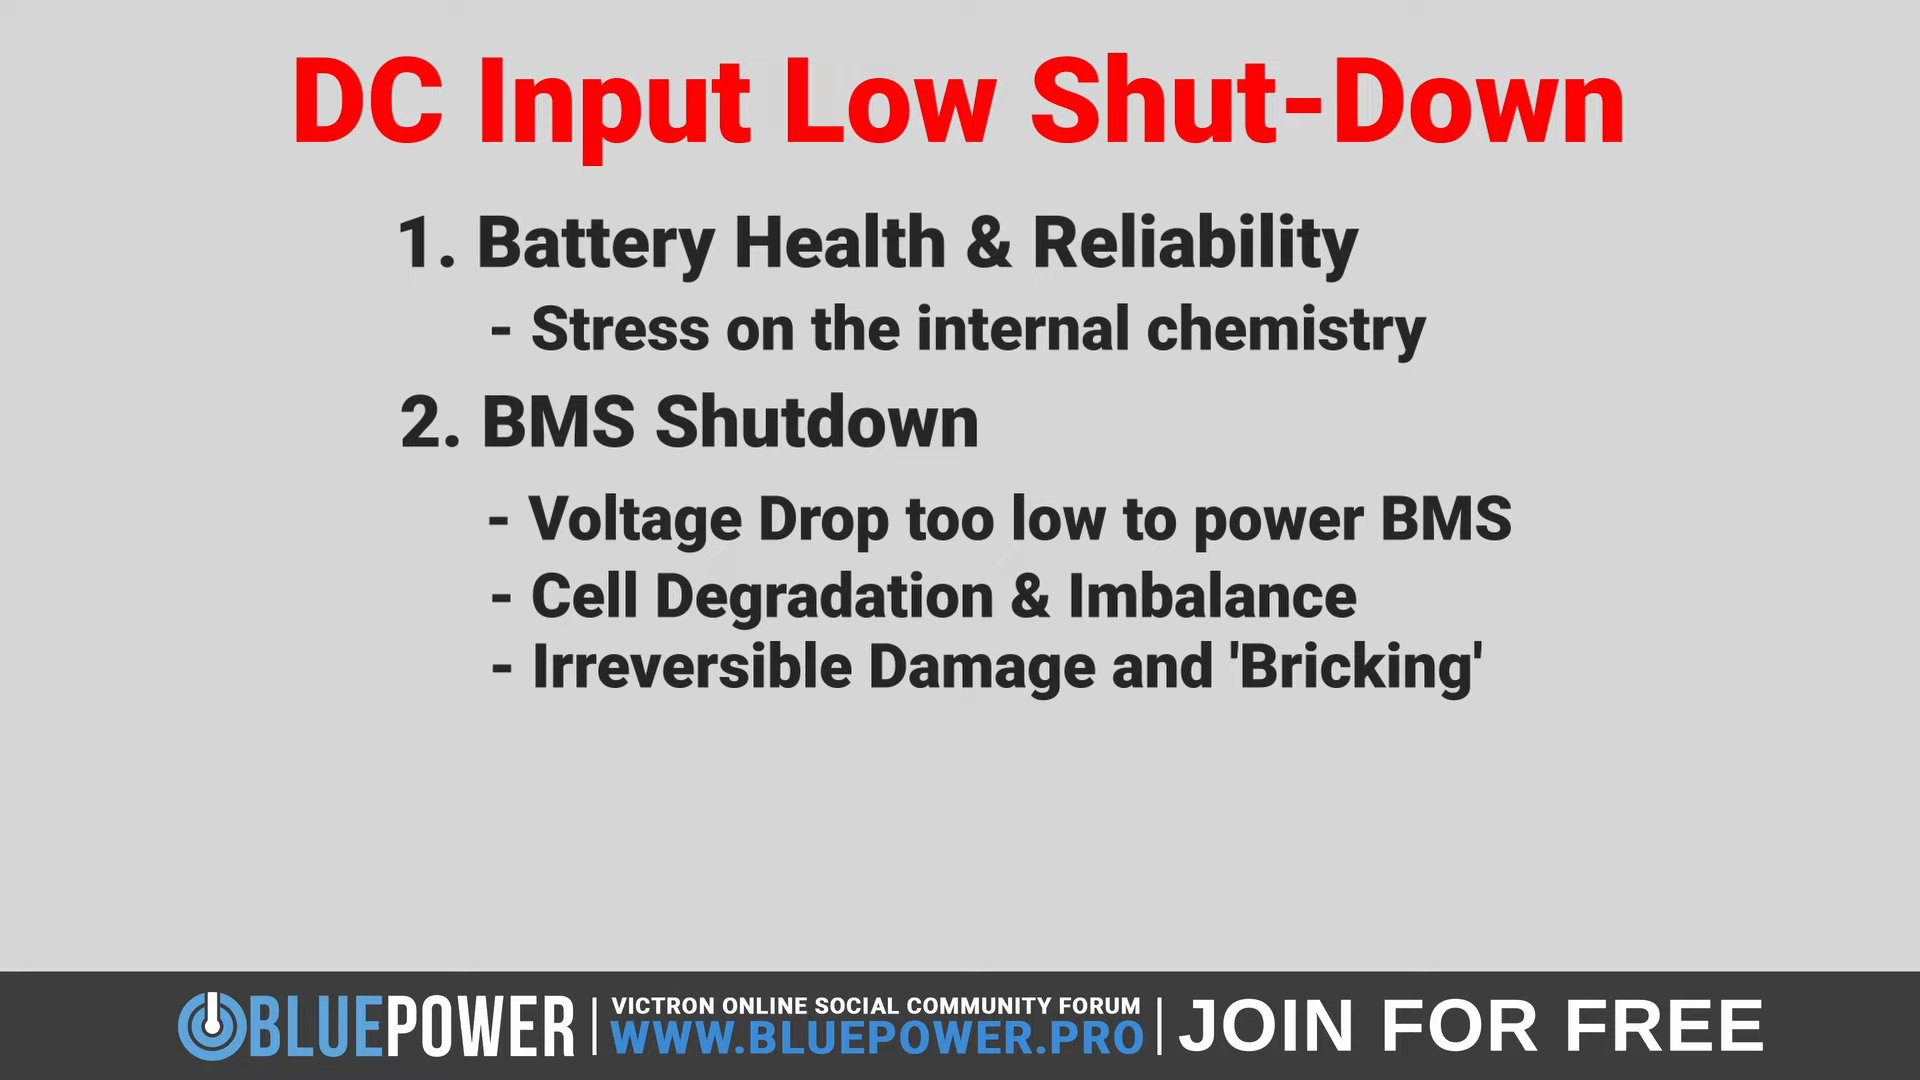 DC Input Low Shut-Down
1. Battery Health & Reliability
- Stress on the internal chemistry
2. BMS Shutdown
- Voltage Drop too low to power BMS
- Cell Degradation & Imbalance
- Irreversible Damage and 'Bricking'
BLUEPOWER
VICTRON ONLINE SOCIAL COMMUNITY FORUM
WWW.BLUEPOWER.PRO
JOIN FOR FREE